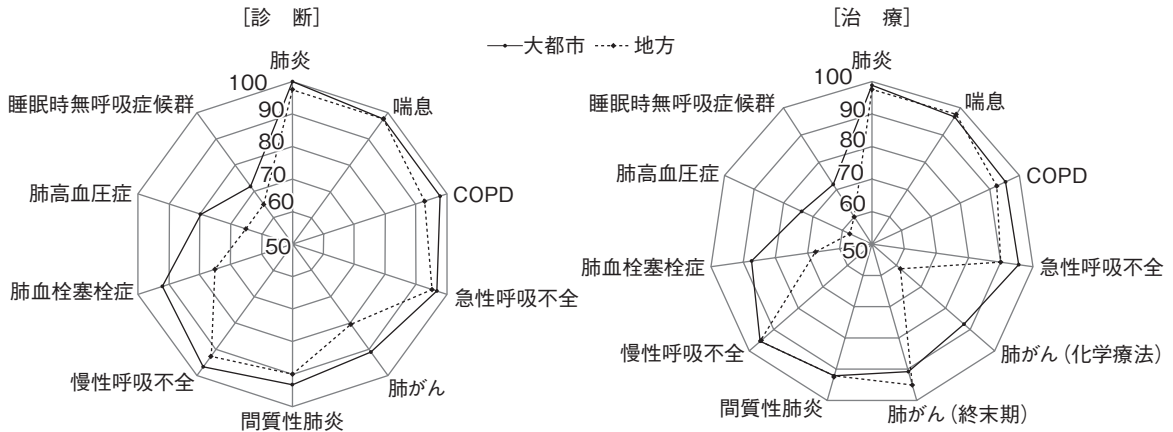 [診 断]
[治 療]
大都市 地方
肺炎
喘息
COPD
急性呼吸不全
肺がん
間質性肺炎
慢性呼吸不全
肺血栓塞栓症
肺高血圧症
睡眠時無呼吸症候群
100
90
80
70
60
50
肺炎
喘息
COPD
急性呼吸不全
肺がん(化学療法)
肺がん(終末期)
間質性肺炎
慢性呼吸不全
肺血栓塞栓症
肺高血圧症
睡眠時無呼吸症候群
100
90
80
70
60
50